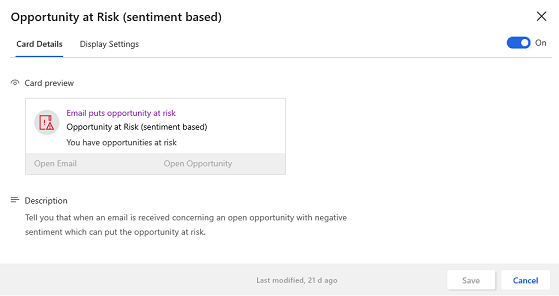 Opportunity at Risk (sentiment based)
Card Details Display Settings On
Card preview
Email puts opportunity at risk
Opportunity at Risk (sentiment based)
You have opportunities at risk
Open Email Open Opportunity
Description
Tell you that when an email is received concerning an open opportunity with negative
sentiment which can put the opportunity at risk.
Last modified, 21 d ago Save Cancel